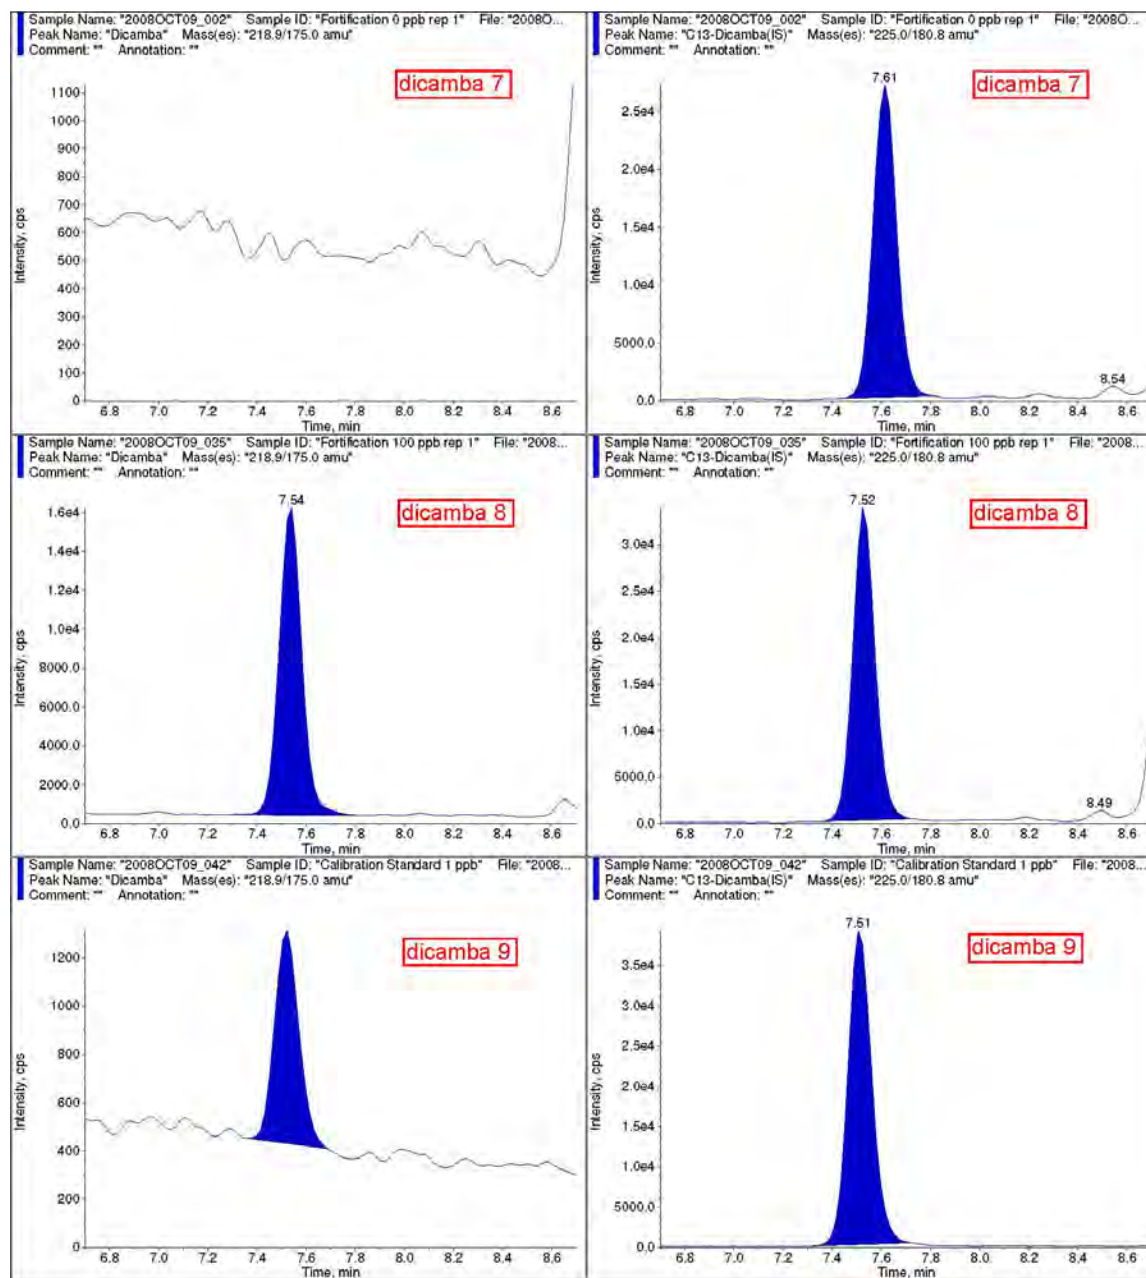 Sample Name: "2008OCT09_002" Sample ID: "Fortification 0 ppb rep 1" File: "2008O...
Peak Name: "Dicamba" Mass(es): "218.9/175.0 amu"
Comment: "" Annotation: ""
dicamba 7
1100
1000
900
800
700
600
500
400
300
200
100
0
Intensity, cps
6.8 7.0 7.2 7.4 7.6 7.8 8.0 8.2 8.4 8.6
Time, min
Sample Name: "2008OCT09_002" Sample ID: "Fortification 0 ppb rep 1" File: "2008O...
Peak Name: "C13-Dicamba(IS)" Mass(es): "225.0/180.8 amu"
Comment: "" Annotation: ""
7.61
dicamba 7
2.5e4
2.0e4
1.5e4
1.0e4
5000.0
0.0
Intensity, cps
8.54
6.8 7.0 7.2 7.4 7.6 7.8 8.0 8.2 8.4 8.6
Time, min
Sample Name: "2008OCT09_035" Sample ID: "Fortification 100 ppb rep 1" File: "2008...
Peak Name: "Dicamba" Mass(es): "218.9/175.0 amu"
Comment: "" Annotation: ""
7.54
dicamba 8
1.6e4
1.4e4
1.2e4
1.0e4
8000.0
6000.0
4000.0
2000.0
0.0
Intensity, cps
6.8 7.0 7.2 7.4 7.6 7.8 8.0 8.2 8.4 8.6
Time, min
Sample Name: "2008OCT09_035" Sample ID: "Fortification 100 ppb rep 1" File: "2008...
Peak Name: "C13-Dicamba(IS)" Mass(es): "225.0/180.8 amu"
Comment: "" Annotation: ""
7.52
dicamba 8
3.0e4
2.5e4
2.0e4
1.5e4
1.0e4
5000.0
0.0
Intensity, cps
8.49
6.8 7.0 7.2 7.4 7.6 7.8 8.0 8.2 8.4 8.6
Time, min
Sample Name: "2008OCT09_042" Sample ID: "Calibration Standard 1 ppb" File: "2008...
Peak Name: "Dicamba" Mass(es): "218.9/175.0 amu"
Comment: "" Annotation: ""
dicamba 9
1200
1000
800
600
400
200
0
Intensity, cps
6.8 7.0 7.2 7.4 7.6 7.8 8.0 8.2 8.4 8.6
Time, min
Sample Name: "2008OCT09_042" Sample ID: "Calibration Standard 1 ppb" File: "2008...
Peak Name: "C13-Dicamba(IS)" Mass(es): "225.0/180.8 amu"
Comment: "" Annotation: ""
7.51
dicamba 9
3.5e4
3.0e4
2.5e4
2.0e4
1.5e4
1.0e4
5000.0
0.0
Intensity, cps
6.8 7.0 7.2 7.4 7.6 7.8 8.0 8.2 8.4 8.6
Time, min